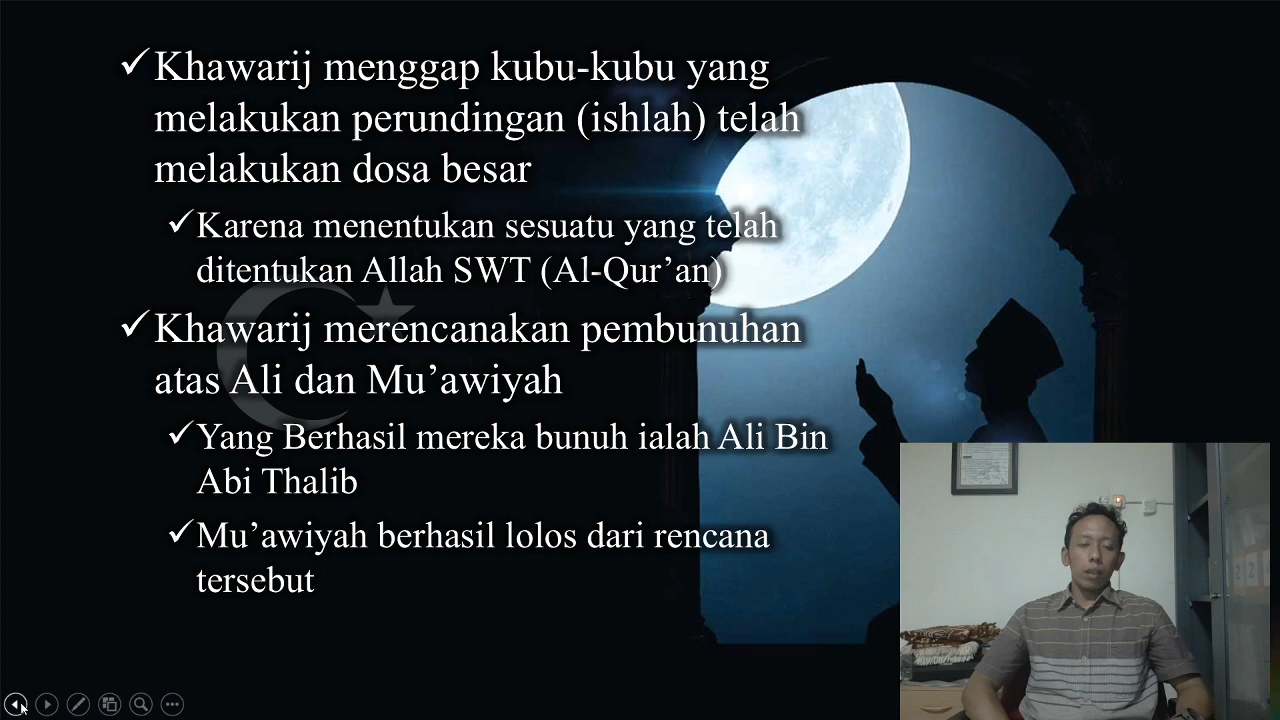 Khawarij menggap kubu-kubu yang
melakukan perundingan (ishlah) telah
melakukan dosa besar
Karena menentukan sesuatu yang telah
ditentukan Allah SWT (Al-Qur’an)
Khawarij merencanakan pembunuhan
atas Ali dan Mu’awiyah
Yang Berhasil mereka bunuh ialah Ali Bin
Abi Thalib
Mu’awiyah berhasil lolos dari rencana
tersebut